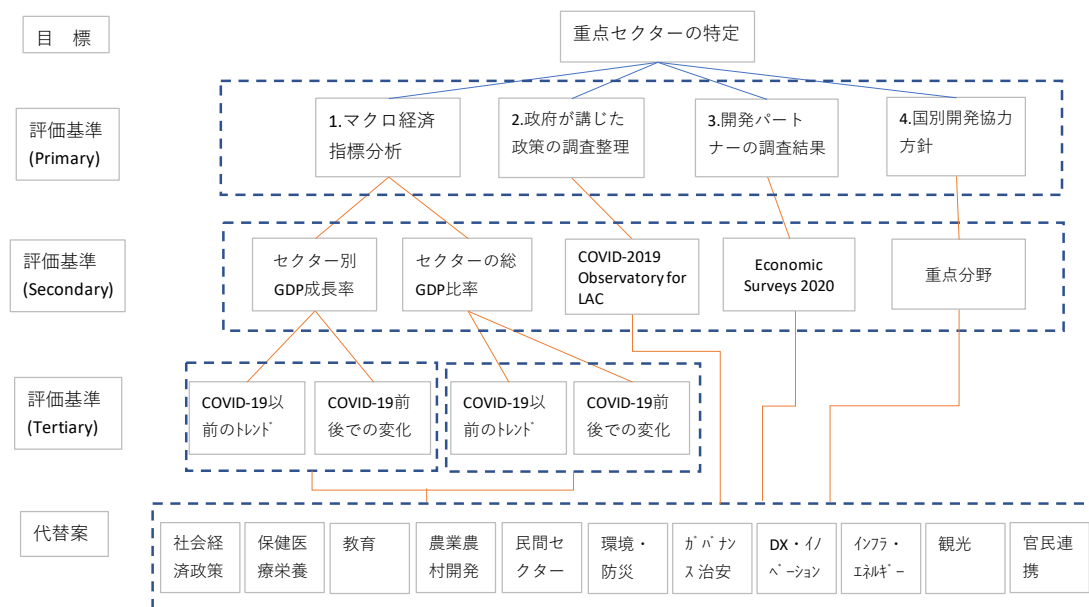 目　標
重点セクターの特定
評価基準
(Primary)
1.マクロ経済
指標分析
2.政府が講じた
政策の調査整理
3.開発パート
ナーの調査結果
4.国別開発協力
方針
評価基準
(Secondary)
セクター別
GDP成長率
セクターの総
GDP比率
COVID-2019
Observatory for
LAC
Economic
Surveys 2020
重点分野
評価基準
(Tertiary)
COVID-19以
前のﾄﾚﾝﾄﾞ
COVID-19前
後での変化
COVID-19以
前のﾄﾚﾝﾄﾞ
COVID-19前
後での変化
代替案
社会経
済政策
保健医
療栄養
教育
農業農
村開発
民間セ
クター
環境・
防災
ｶﾞﾊﾞﾅﾝ
ｽ 治安
DX・ｲﾉ
ﾍﾞｰｼｮﾝ
ｲﾝﾌﾗ・
ｴﾈﾙｷﾞｰ
観光
官民連
携